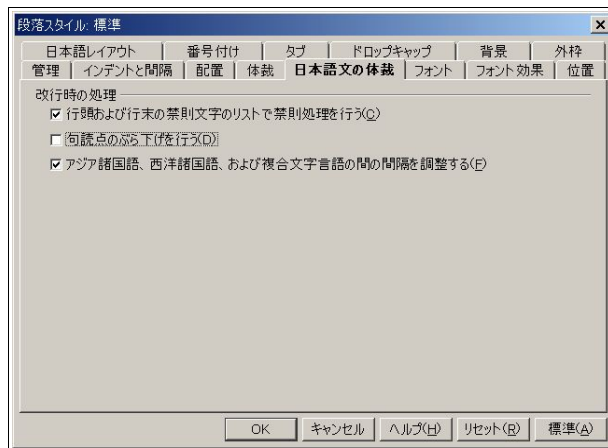 段落スタイル: 標準
日本語レイアウト 番号付け タブ ドロップキャップ 背景 外枠
管理 インデントと間隔 配置 体裁 日本語文の体裁 フォント フォント効果 位置
改行時の処理
行頭および行末の禁則文字のリストで禁則処理を行う(C)
句読点のぶら下げを行う(D)
アジア諸国語、西洋諸国語、および複合文字言語の間の間隔を調整する(F)
OK キャンセル ヘルプ(H) リセット(R) 標準(A)